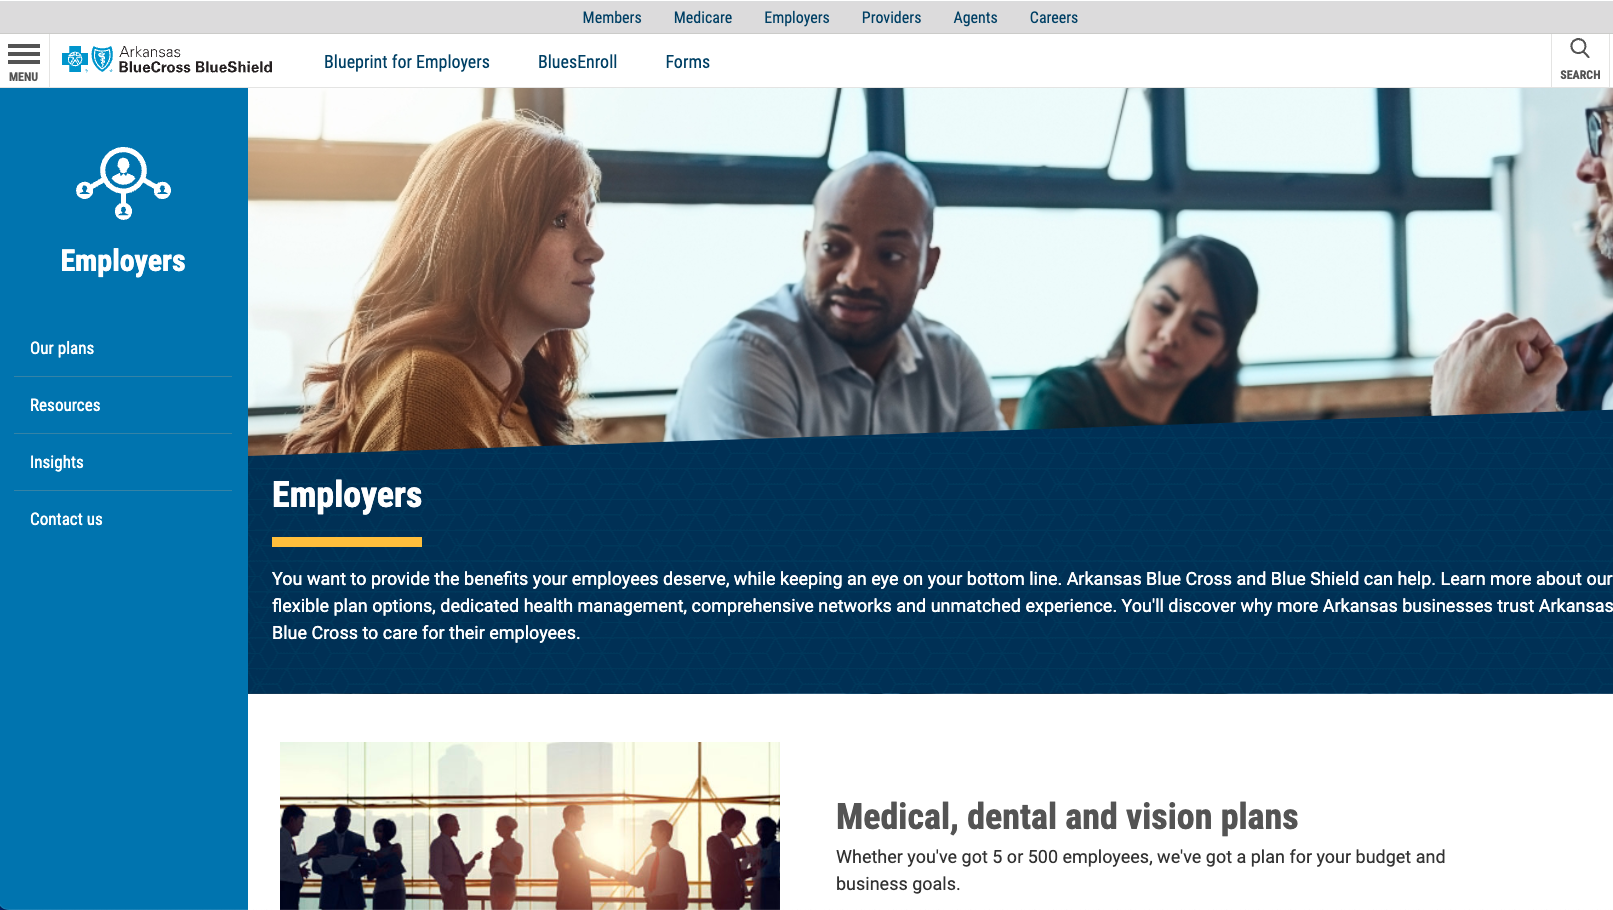 Members Medicare Employers Providers Agents Careers
MENU
Arkansas
BlueCross BlueShield
Blueprint for Employers BluesEnroll Forms
SEARCH
Employers
Our plans
Resources
Insights
Contact us
Employers
You want to provide the benefits your employees deserve, while keeping an eye on your bottom line. Arkansas Blue Cross and Blue Shield can help. Learn more about our
flexible plan options, dedicated health management, comprehensive networks and unmatched experience. You'll discover why more Arkansas businesses trust Arkansas
Blue Cross to care for their employees.
Medical, dental and vision plans
Whether you've got 5 or 500 employees, we've got a plan for your budget and
business goals.